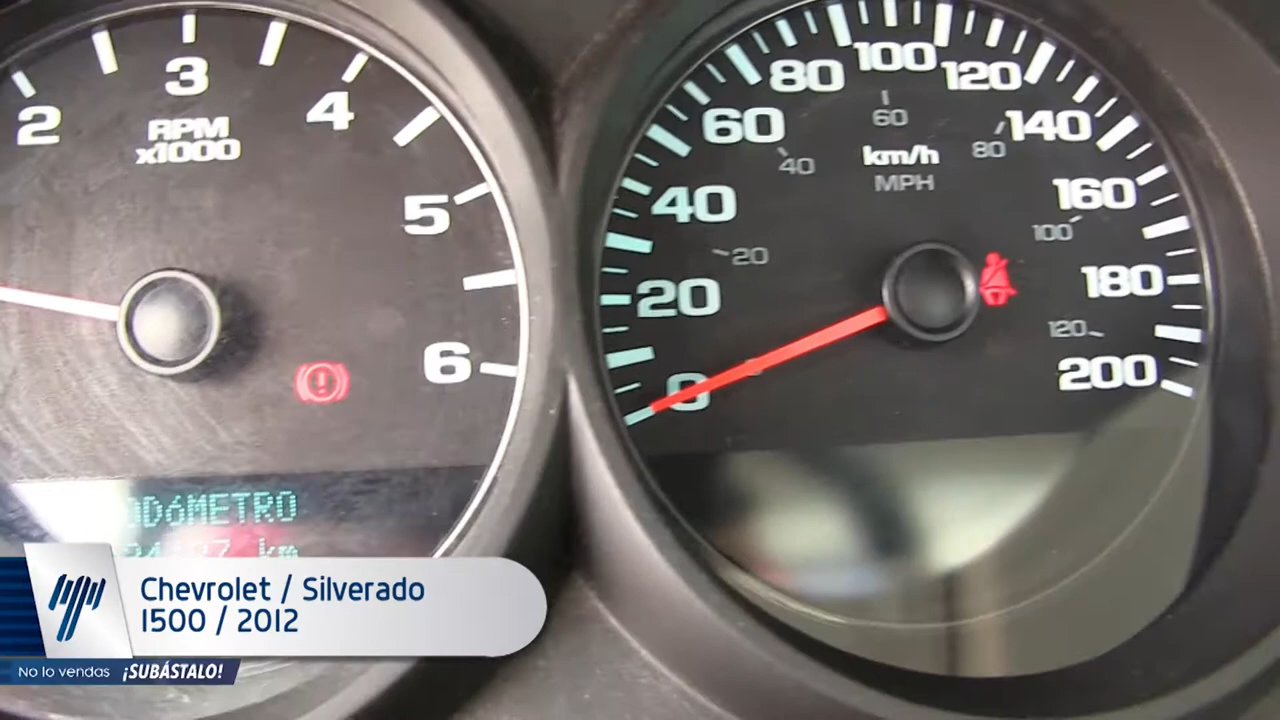 2
3
4
5
6
RPM
x1000
ODÓMETRO
km
0
20
40
60
80
100
120
140
160
180
200
km/h
MPH
20
40
60
80
100
120
Chevrolet / Silverado
1500 / 2012
No lo vendas ¡SUBÁSTALO!